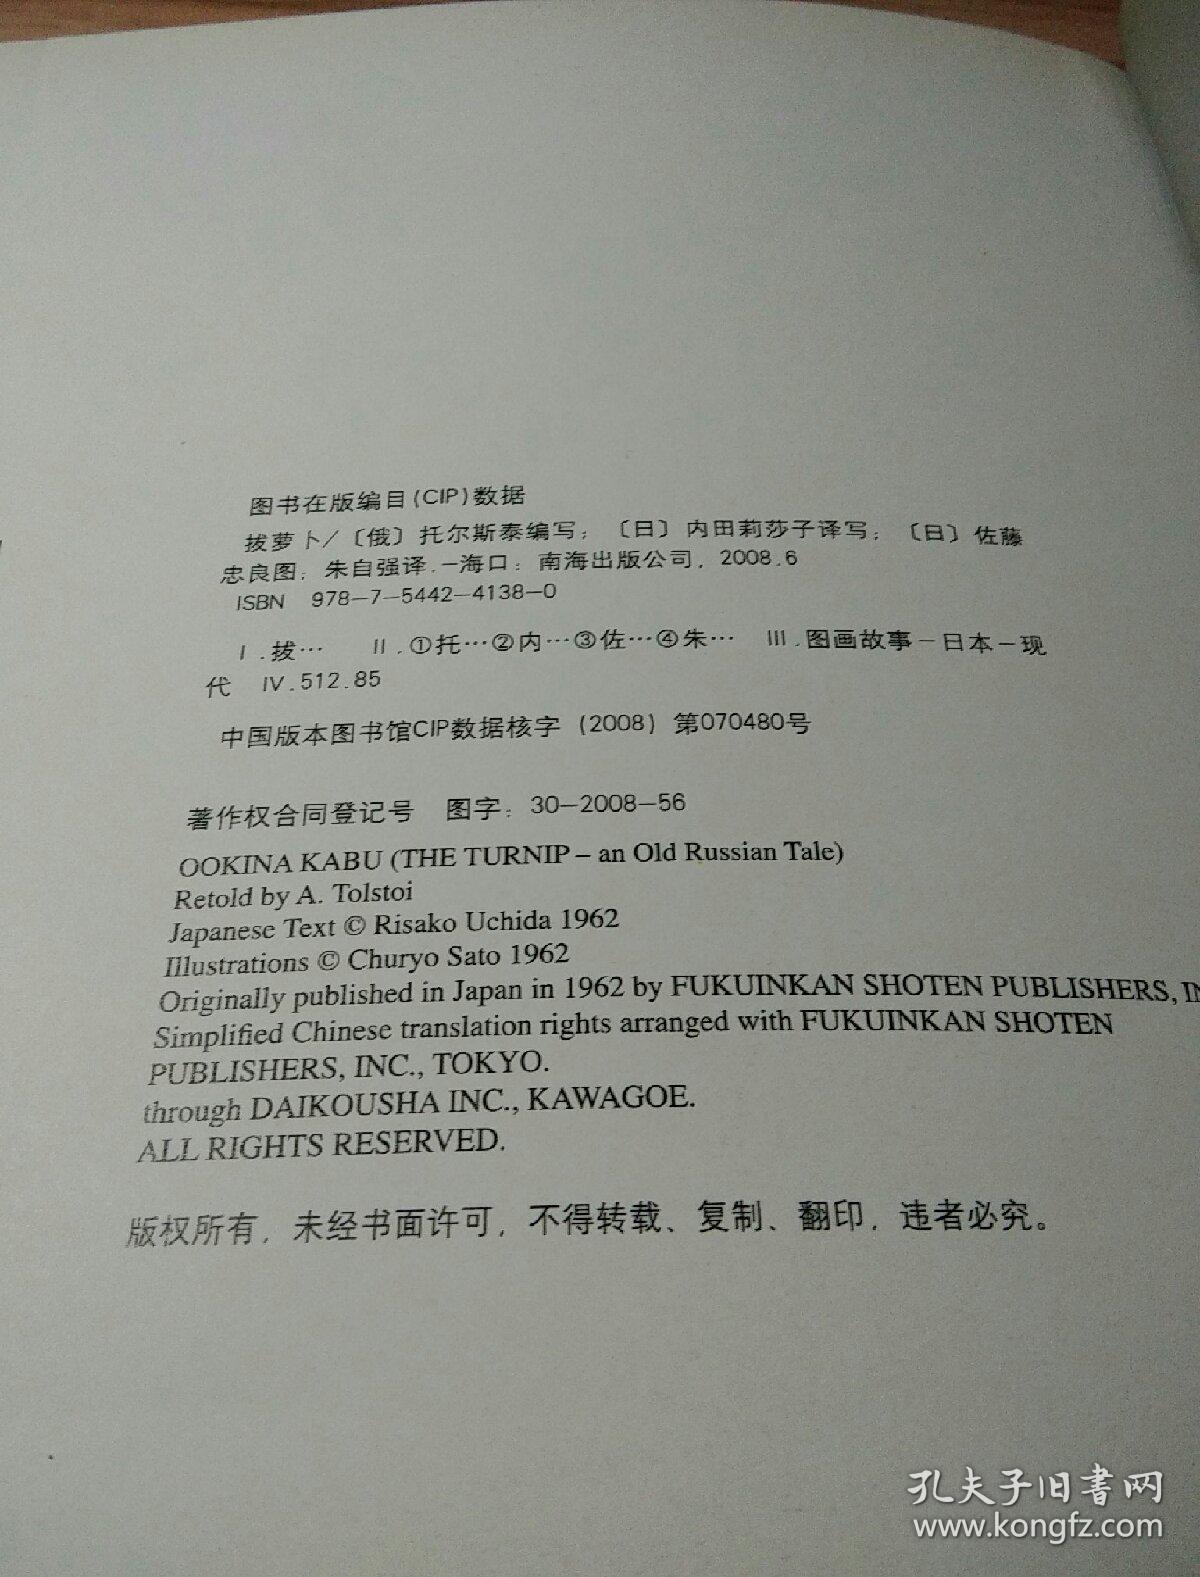 图书在版编目(CIP)数据
拔萝卜/〔俄〕托尔斯泰编写;〔日〕内田莉莎子译写;〔日〕佐藤
忠良图;朱自强译.—海口:南海出版公司,2008.6
ISBN 978-7-5442-4138-0
Ⅰ.拔… Ⅱ.①托…②内…③佐…④朱… Ⅲ.图画故事-日本-现
代 Ⅳ.512.85
中国版本图书馆CIP数据核字(2008)第070480号
著作权合同登记号 图字:30-2008-56
OOKINA KABU (THE TURNIP – an Old Russian Tale)
Retold by A. Tolstoi
Japanese Text © Risako Uchida 1962
Illustrations © Churyo Sato 1962
Originally published in Japan in 1962 by FUKUINKAN SHOTEN PUBLISHERS, IN
Simplified Chinese translation rights arranged with FUKUINKAN SHOTEN
PUBLISHERS, INC., TOKYO.
through DAIKOUSHA INC., KAWAGOE.
ALL RIGHTS RESERVED.
版权所有,未经书面许可,不得转载、复制、翻印,违者必究。
孔夫子旧書网
www.kongfz.com